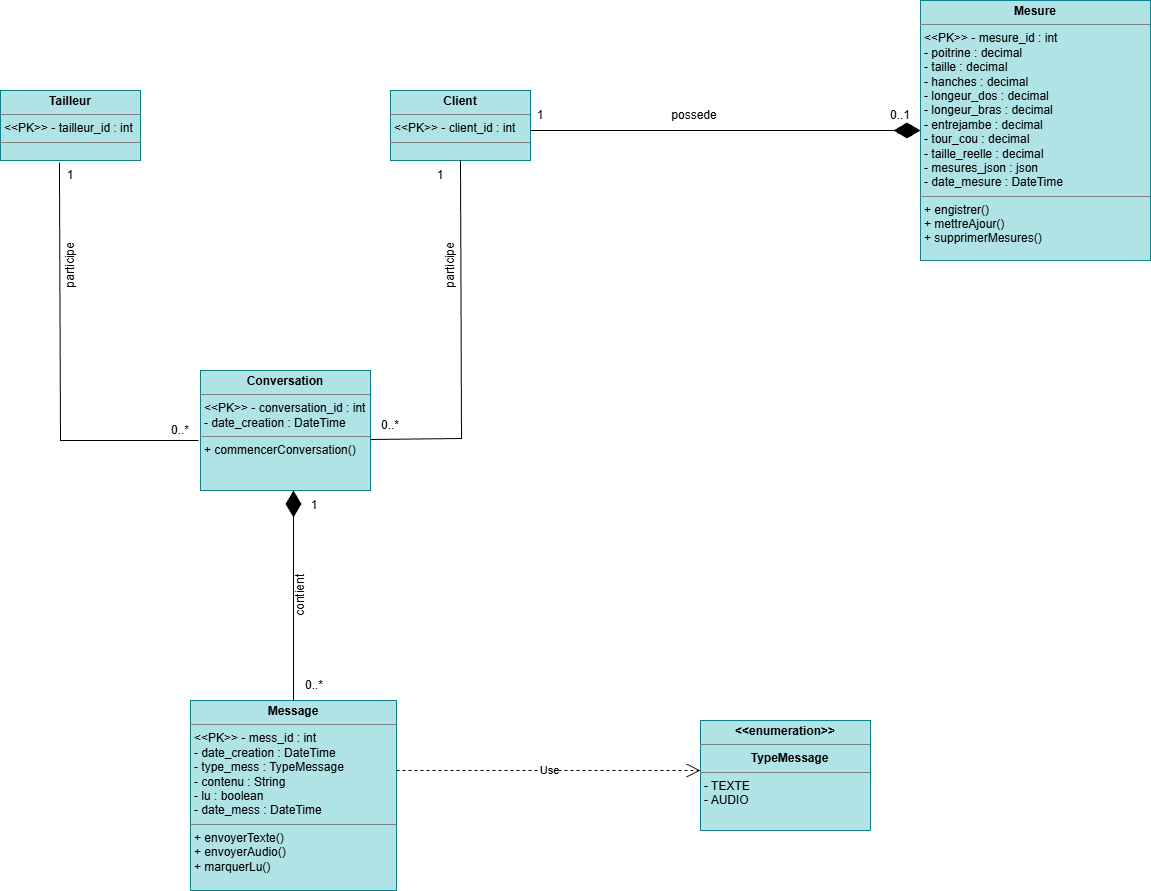 Mesure
<<PK>> - mesure_id : int
- poitrine : decimal
- taille : decimal
- hanches : decimal
- longeur_dos : decimal
- longeur_bras : decimal
- entrejambe : decimal
- tour_cou : decimal
- taille_reelle : decimal
- mesures_json : json
- date_mesure : DateTime
+ engistrer()
+ mettreAjour()
+ supprimerMesures()
Tailleur
<<PK>> - tailleur_id : int
Client
<<PK>> - client_id : int
1
possede
0..1
1
participe
0..*
1
participe
0..*
Conversation
<<PK>> - conversation_id : int
- date_creation : DateTime
+ commencerConversation()
1
contient
0..*
Message
<<PK>> - mess_id : int
- date_creation : DateTime
- type_mess : TypeMessage
- contenu : String
- lu : boolean
- date_mess : DateTime
+ envoyerTexte()
+ envoyerAudio()
+ marquerLu()
Use
<<enumeration>>
TypeMessage
- TEXTE
- AUDIO